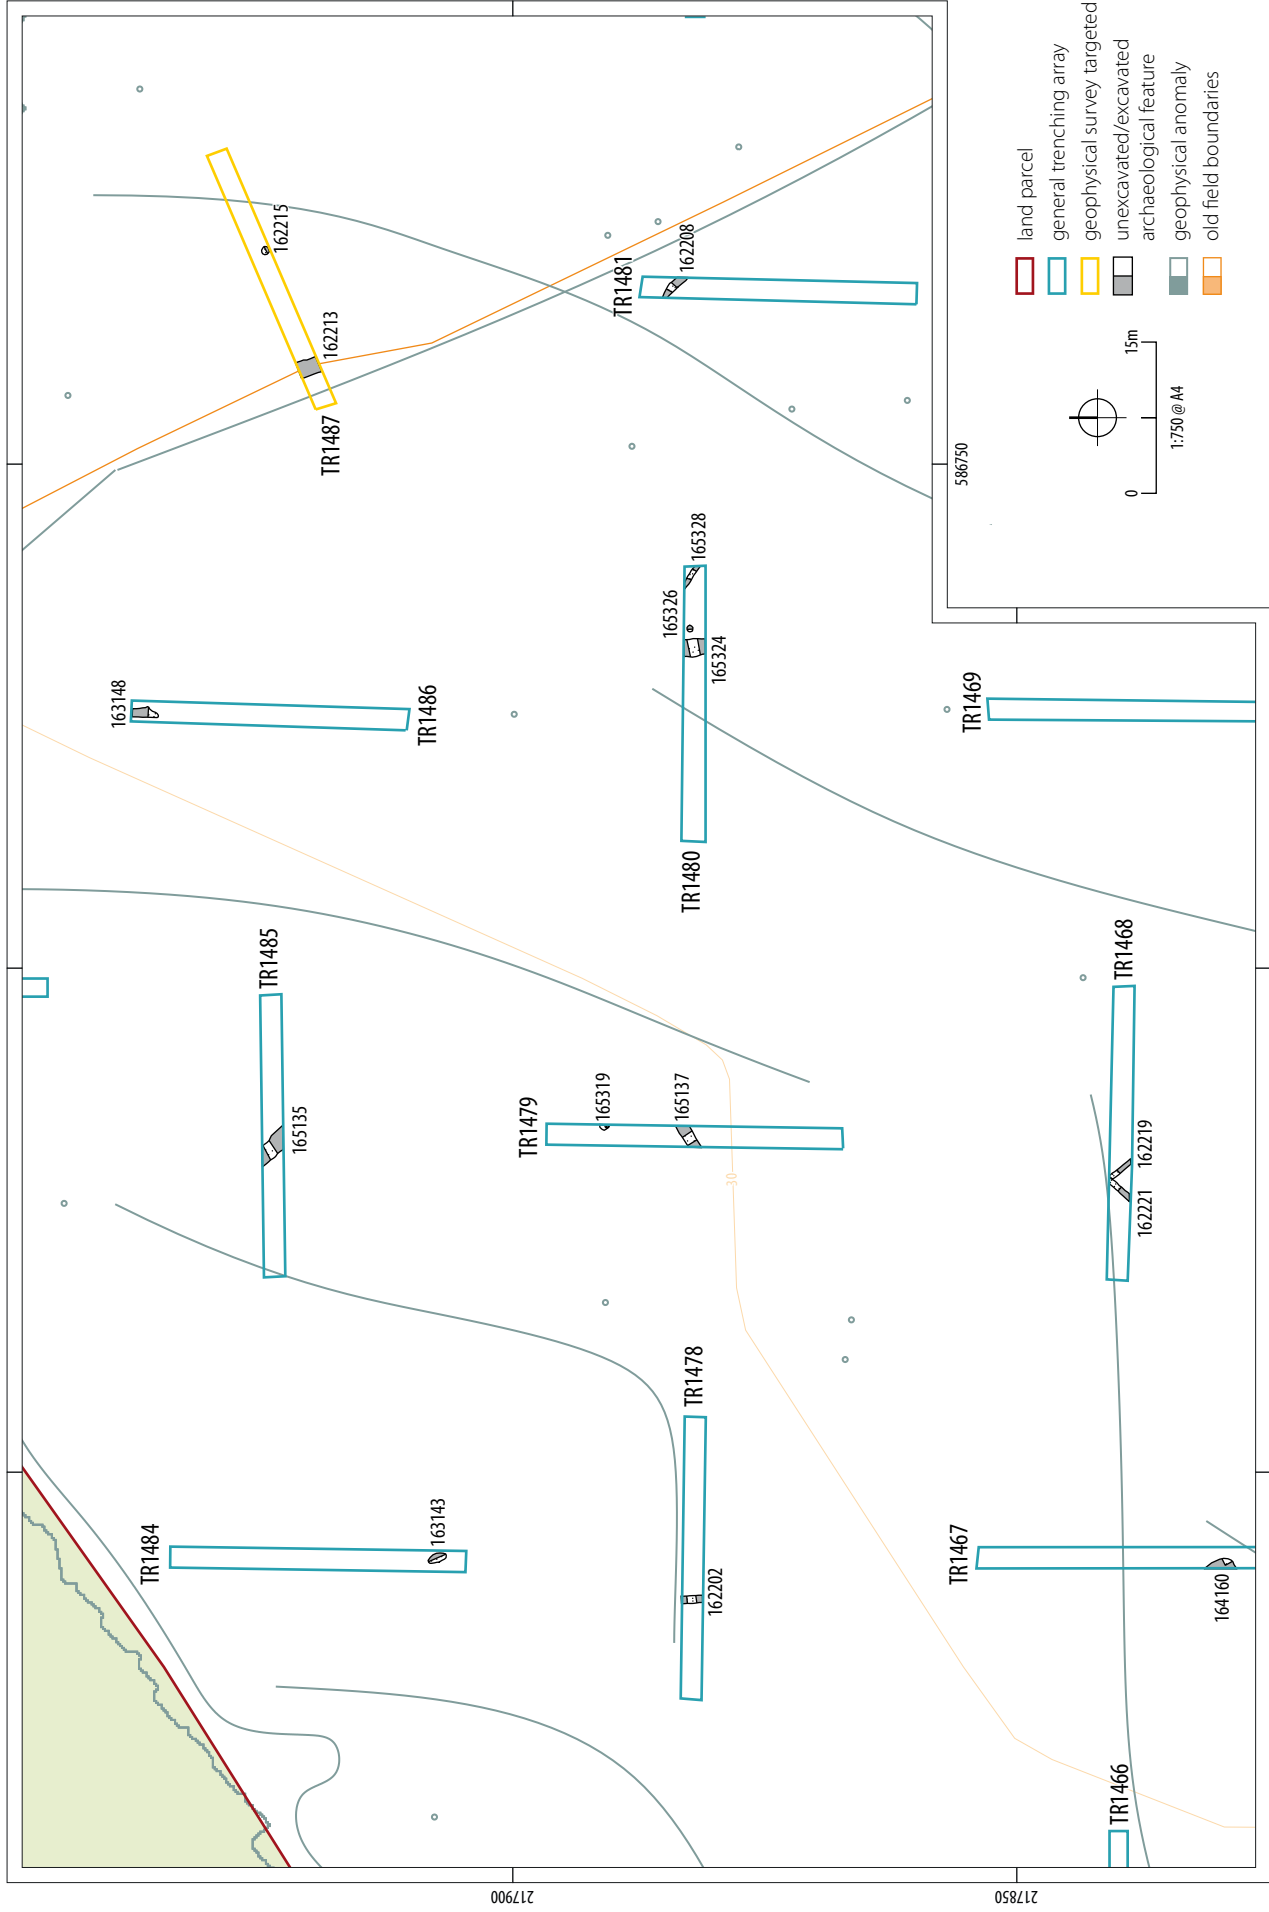 TR1487
162213
162215
TR1481
162208
163148
TR1486
165326
165328
165324
TR1480
TR1469
TR1485
165135
TR1479
165319
165137
30
TR1468
162219
162221
TR1484
163143
TR1478
162202
TR1467
164160
TR1466
217900
217850
586750
land parcel
general trenching array
geophysical survey targeted
unexcavated/excavated
archaeological feature
geophysical anomaly
old field boundaries
0
15m
1:750 @ A4